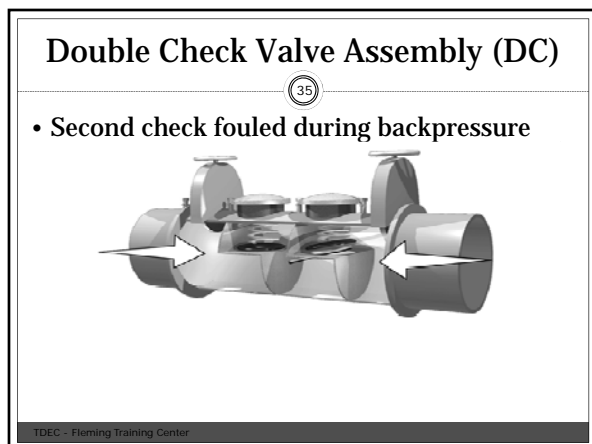 Double Check Valve Assembly (DC)
35
• Second check fouled during backpressure
TDEC - Fleming Training Center